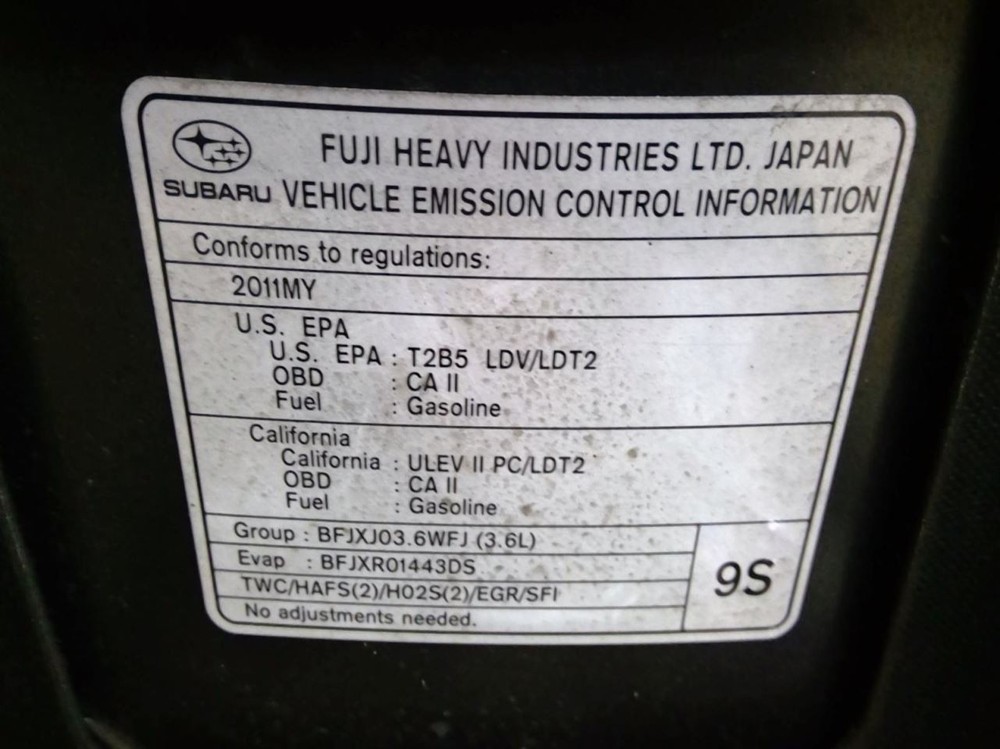 FUJI HEAVY INDUSTRIES LTD. JAPAN
SUBARU VEHICLE EMISSION CONTROL INFORMATION
Conforms to regulations:
2011MY
U.S. EPA
U.S. EPA : T2B5 LDV/LDT2
OBD : CA II
Fuel : Gasoline
California
California : ULEV II PC/LDT2
OBD : CA II
Fuel : Gasoline
Group : BFJXJ03.6WFJ (3.6L)
Evap : BFJXR01443DS
TWC/HAFS(2)/HO2S(2)/EGR/SFI
No adjustments needed.
9S